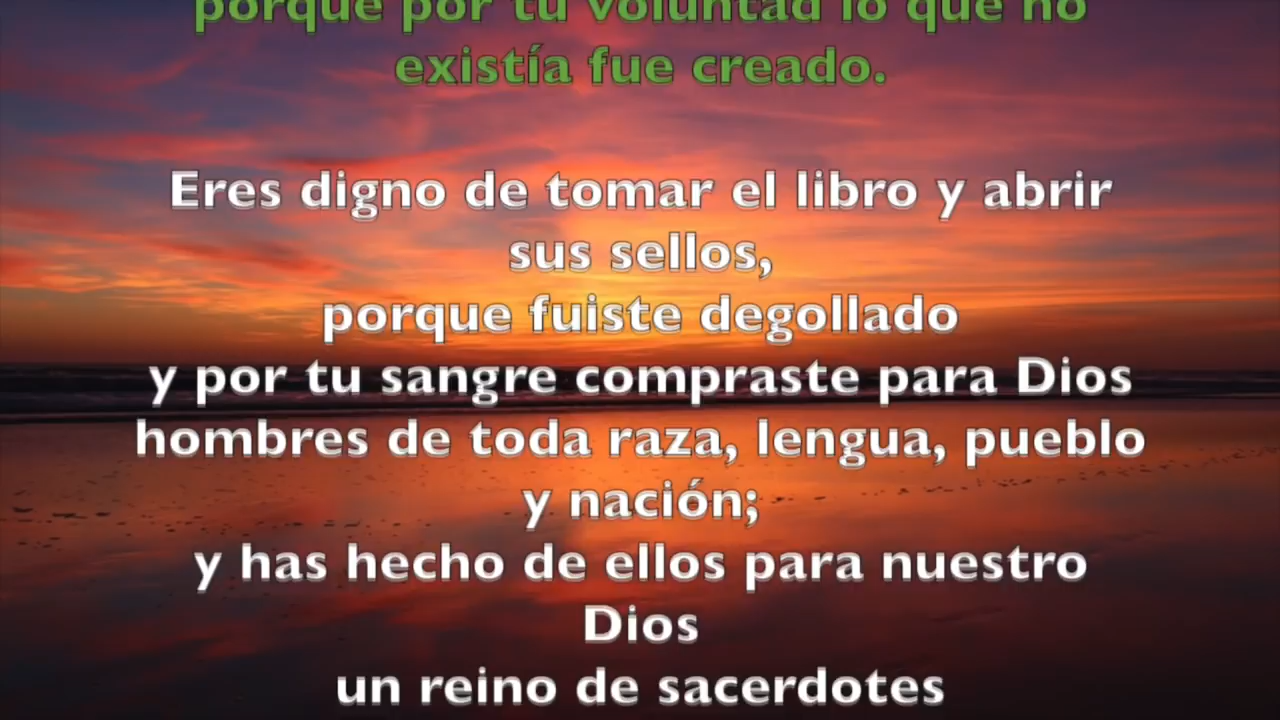 porque por tu voluntad lo que no
existía fue creado.
Eres digno de tomar el libro y abrir
sus sellos,
porque fuiste degollado
y por tu sangre compraste para Dios
hombres de toda raza, lengua, pueblo
y nación;
y has hecho de ellos para nuestro
Dios
un reino de sacerdotes